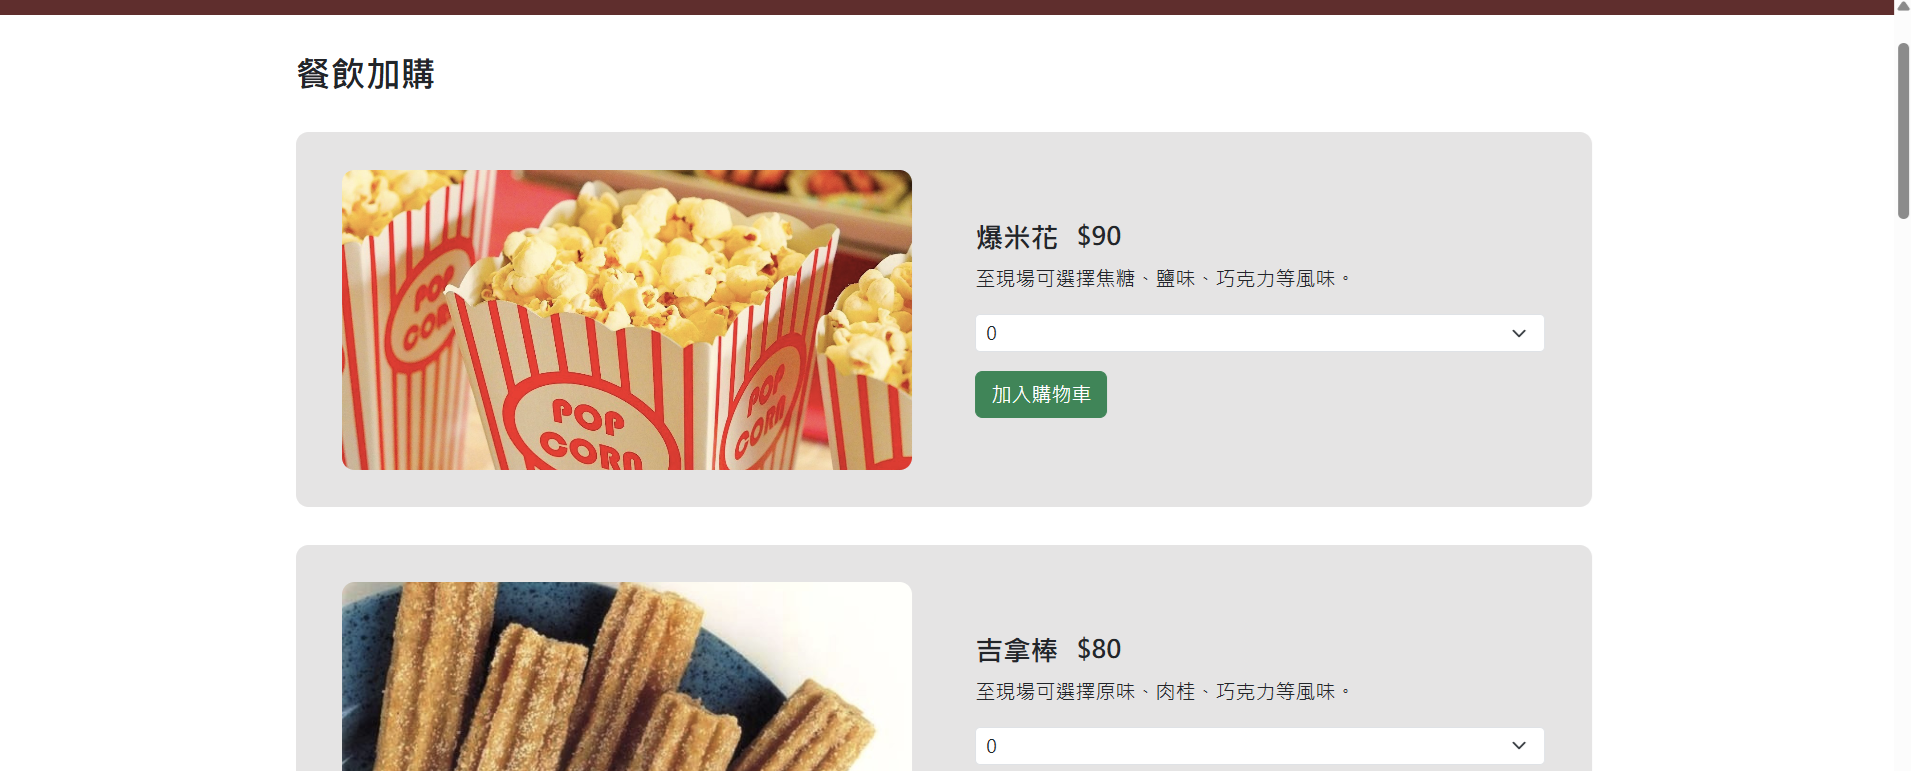 餐飲加購
爆米花 $90
至現場可選擇焦糖、鹽味、巧克力等風味。
0
加入購物車
POP
CORN
POP
CORN
POP
CORN
吉拿棒 $80
至現場可選擇原味、肉桂、巧克力等風味。
0